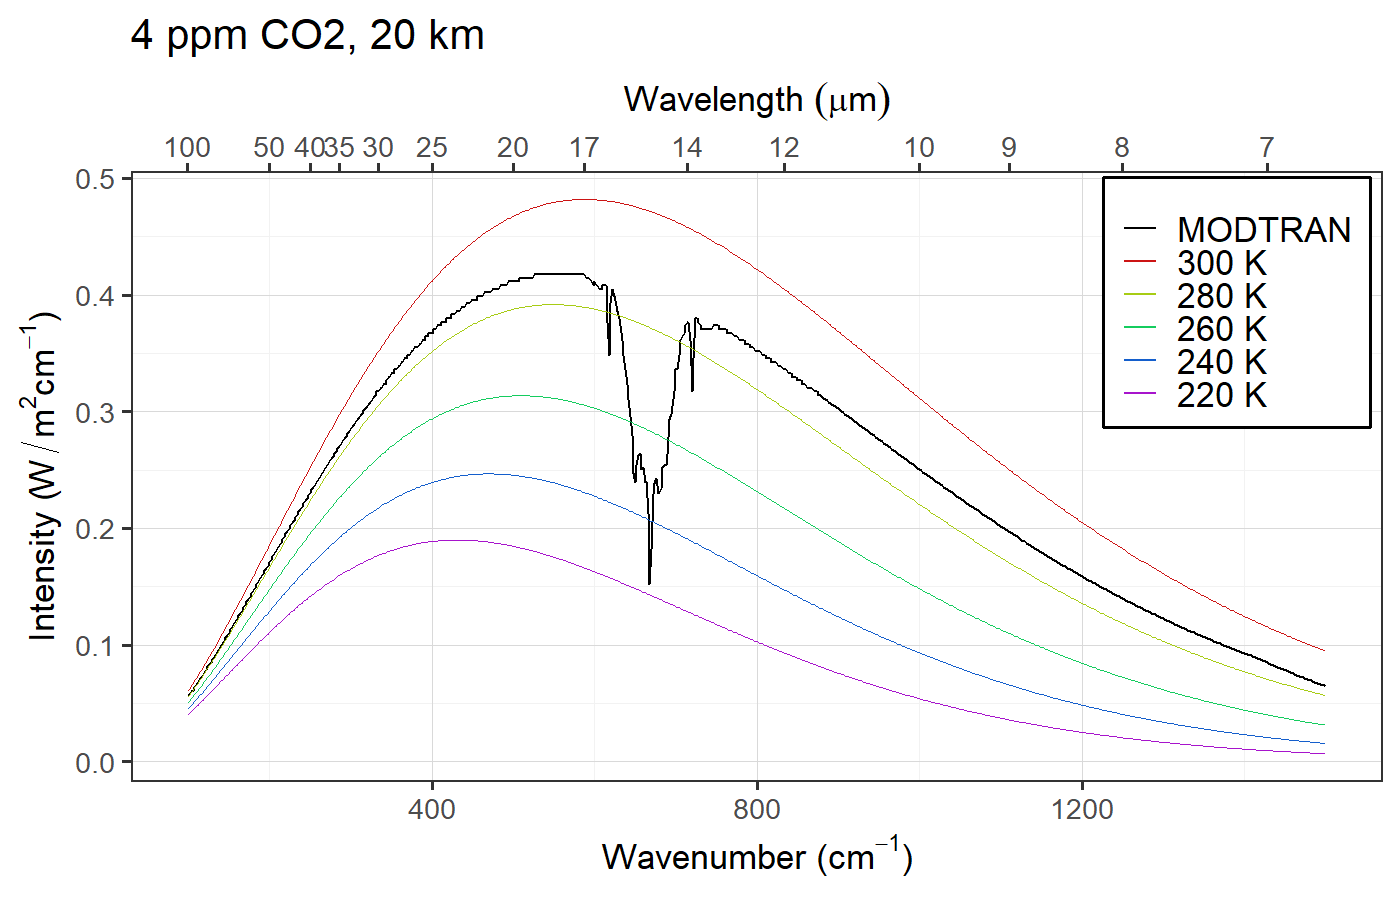 4 ppm CO2, 20 km
Wavelength (μm)
100 50 40 35 30 25 20 17 14 12 10 9 8 7
0.5
0.4
0.3
0.2
0.1
0.0
Intensity (W / m²cm⁻¹)
MODTRAN
300 K
280 K
260 K
240 K
220 K
400 800 1200
Wavenumber (cm⁻¹)